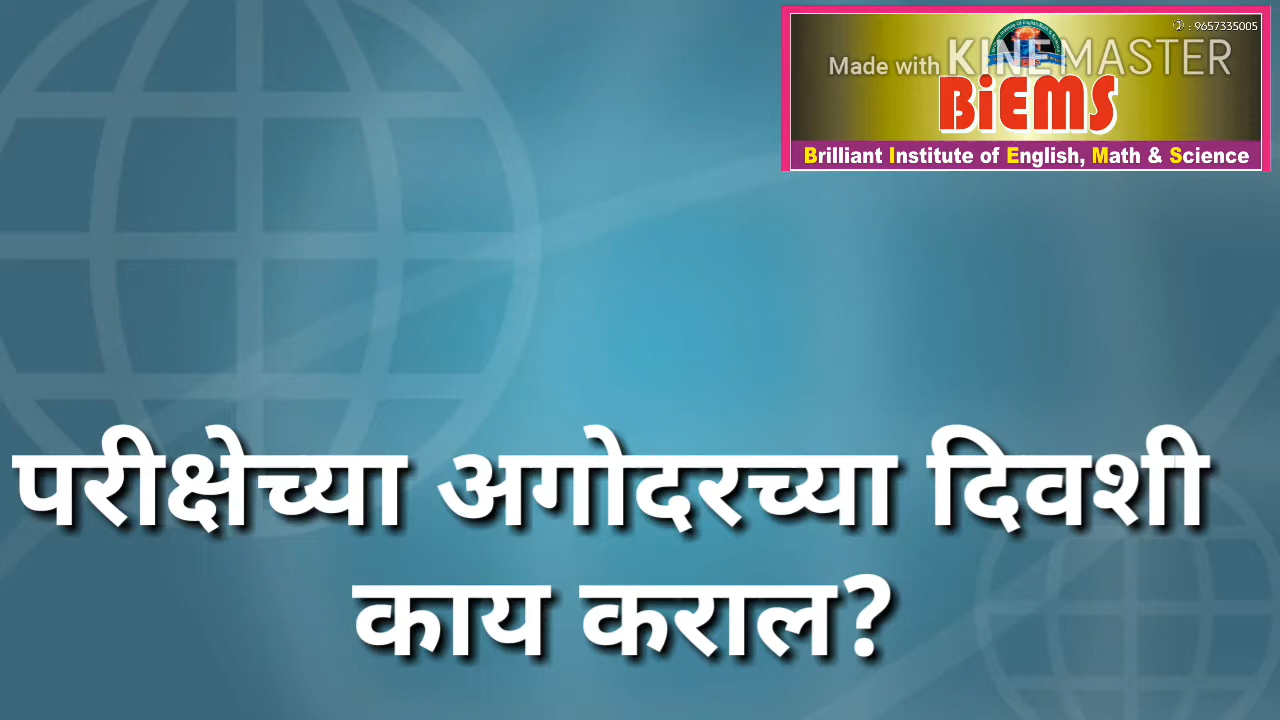 ✆ : 9657335005
Made with KINEMASTER
BiEMS
Brilliant Institute of English, Math & Science
परीक्षेच्या अगोदरच्या दिवशी
काय कराल?